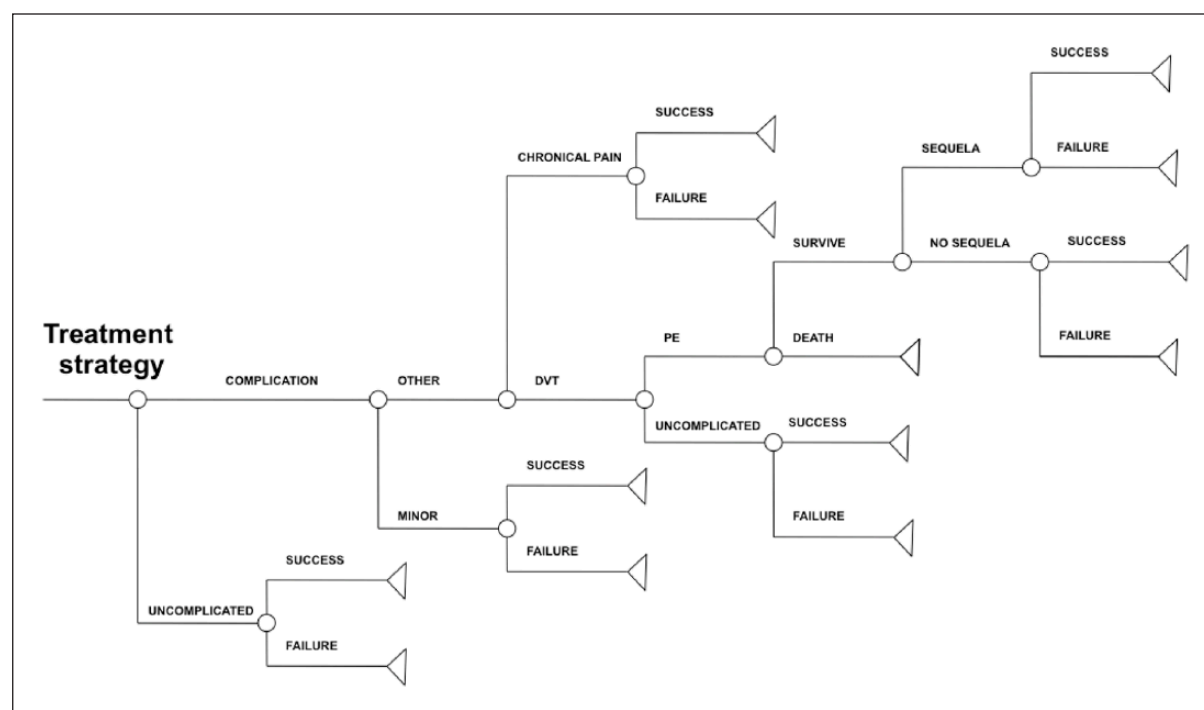 SUCCESS
SUCCESS
CHRONICAL PAIN
SEQUELA
FAILURE
FAILURE
SURVIVE
NO SEQUELA
SUCCESS
Treatment
strategy
PE
DEATH
FAILURE
COMPLICATION
OTHER
DVT
UNCOMPLICATED
SUCCESS
SUCCESS
MINOR
FAILURE
FAILURE
SUCCESS
UNCOMPLICATED
FAILURE